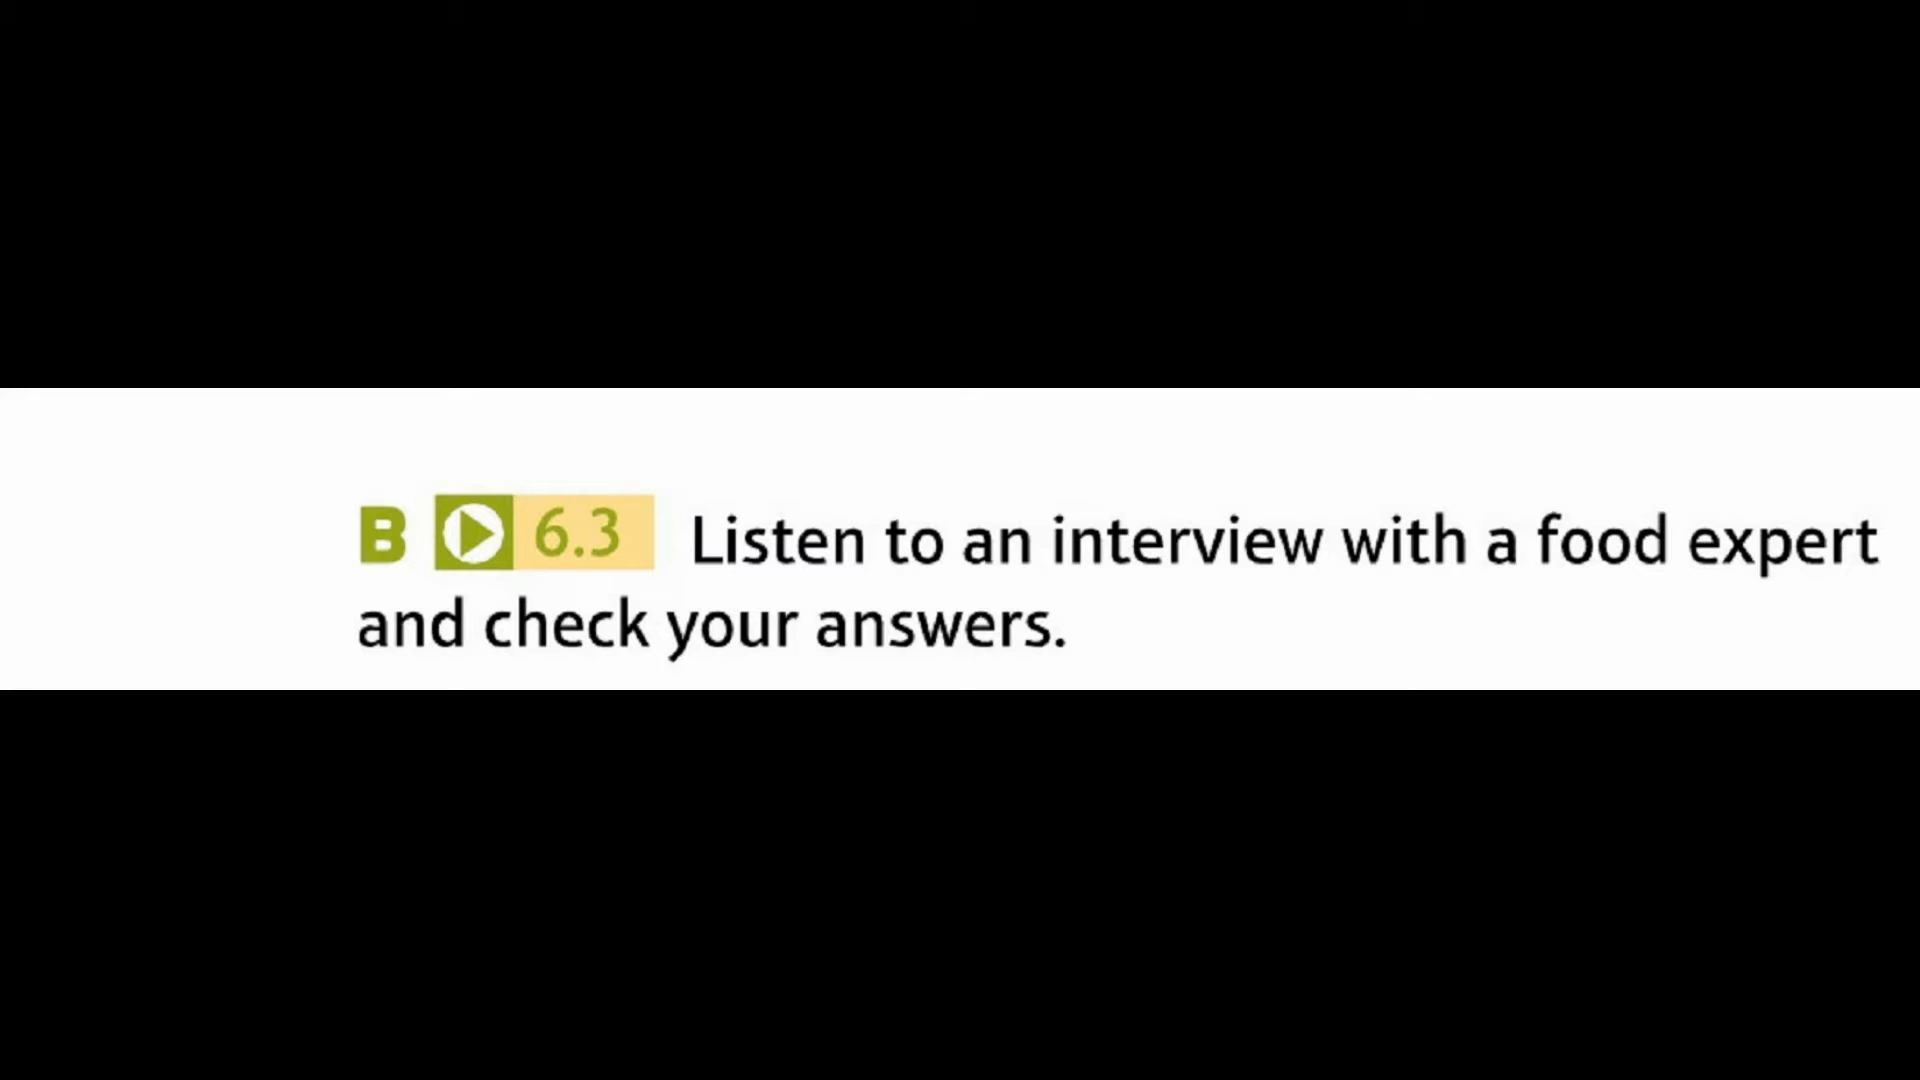 B 6.3 Listen to an interview with a food expert
and check your answers.